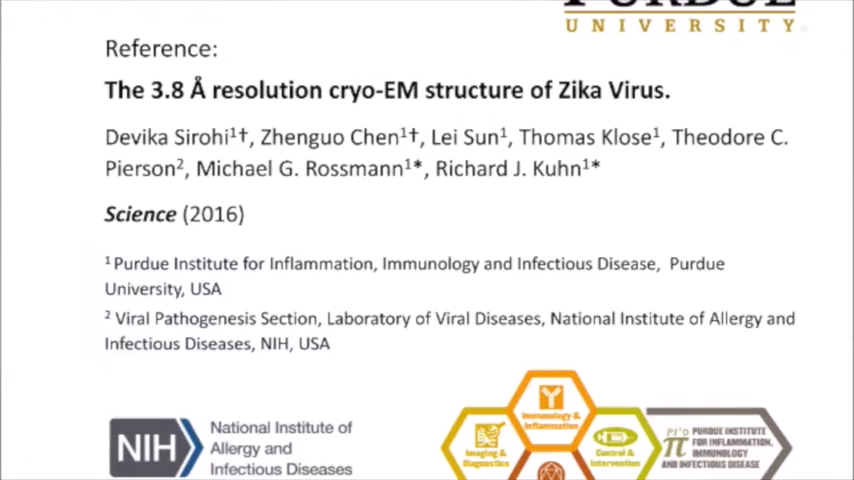 PURDUE
UNIVERSITY
Reference:
The 3.8 Å resolution cryo-EM structure of Zika Virus.
Devika Sirohi¹†, Zhenguo Chen¹†, Lei Sun¹, Thomas Klose¹, Theodore C.
Pierson², Michael G. Rossmann¹*, Richard J. Kuhn¹*
Science (2016)
¹ Purdue Institute for Inflammation, Immunology and Infectious Disease, Purdue
University, USA
² Viral Pathogenesis Section, Laboratory of Viral Diseases, National Institute of Allergy and
Infectious Diseases, NIH, USA
NIH
National Institute of
Allergy and
Infectious Diseases
Immunology &
Inflammation
Imaging &
Diagnostics
Control &
Intervention
PI⁴D
π
PURDUE INSTITUTE
FOR INFLAMMATION,
IMMUNOLOGY
AND INFECTIOUS DISEASE